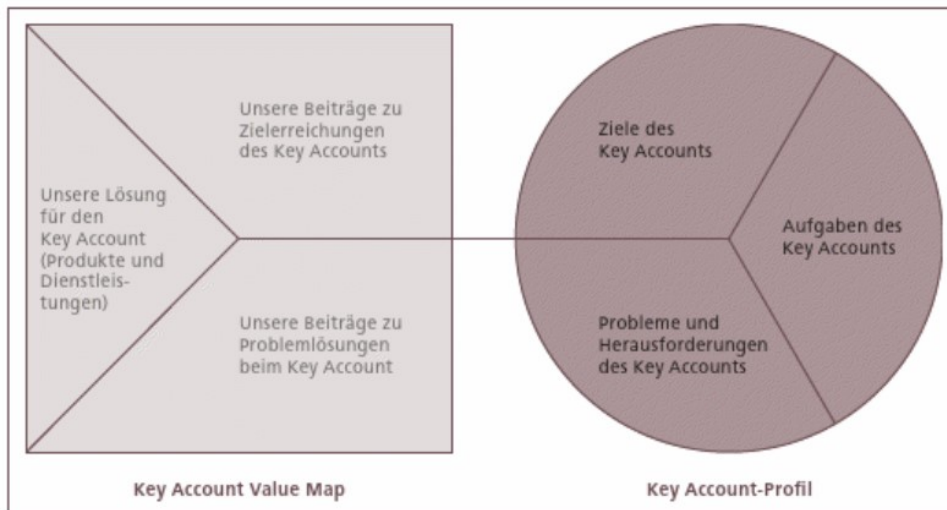 Unsere Beiträge zu
Zielerreichungen
des Key Accounts
Unsere Lösung
für den
Key Account
(Produkte und
Dienstleis-
tungen)
Unsere Beiträge zu
Problemlösungen
beim Key Account
Key Account Value Map
Ziele des
Key Accounts
Aufgaben des
Key Accounts
Probleme und
Herausforderungen
des Key Accounts
Key Account-Profil